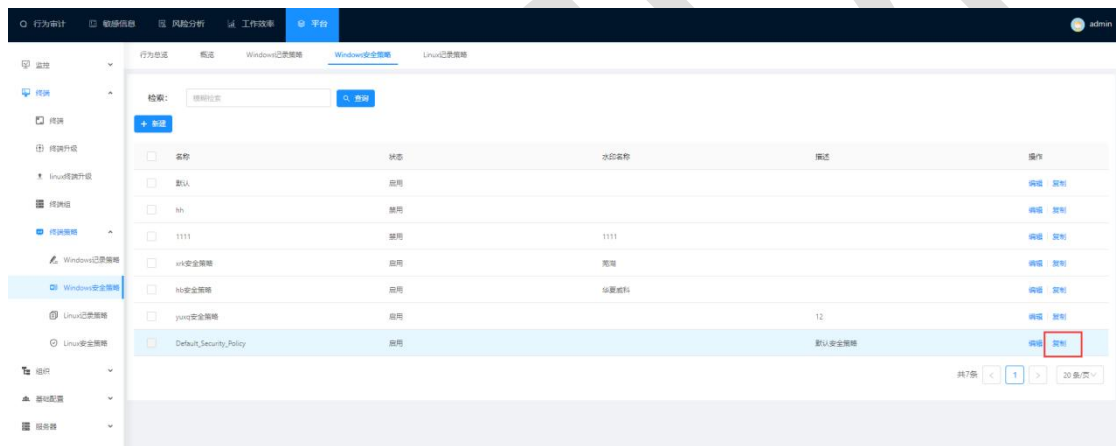 行为审计 敏感信息 风险分析 工作效率 平台 admin
行为总览 概览 Windows记录策略 Windows安全策略 Linux记录策略
监控
终端
终端
终端升级
linux终端升级
终端组
终端策略
Windows记录策略
Windows安全策略
Linux记录策略
Linux安全策略
组织
基础配置
服务器
检索: 模糊检索 查询
+ 新建
名称 状态 水印名称 描述 操作
默认 启用 编辑 复制
hh 禁用 编辑 复制
1111 禁用 1111 编辑 复制
xrk安全策略 启用 芜湖 编辑 复制
hb安全策略 启用 华夏威科 编辑 复制
yuxq安全策略 启用 12 编辑 复制
Default_Security_Policy 启用 默认安全策略 编辑 复制
共7条 < 1 > 20 条/页